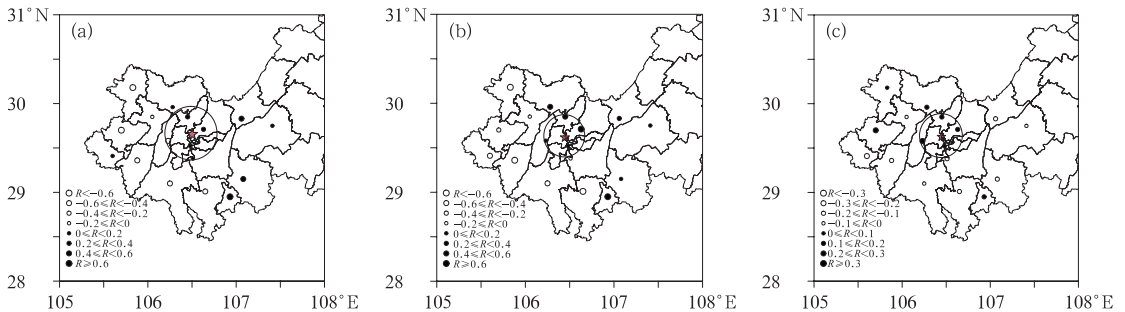 31°N
(a)
30
29
28
R<-0.6
-0.6≤R<-0.4
-0.4≤R<-0.2
-0.2≤R<0
0≤R<0.2
0.2≤R<0.4
0.4≤R<0.6
R≥0.6
105
106
107
108°E
31°N
(b)
30
29
28
R<-0.6
-0.6≤R<-0.4
-0.4≤R<-0.2
-0.2≤R<0
0≤R<0.2
0.2≤R<0.4
0.4≤R<0.6
R≥0.6
105
106
107
108°E
31°N
(c)
30
29
28
R<-0.3
-0.3≤R<-0.2
-0.2≤R<-0.1
-0.1≤R<0
0≤R<0.1
0.1≤R<0.2
0.2≤R<0.3
R≥0.3
105
106
107
108°E